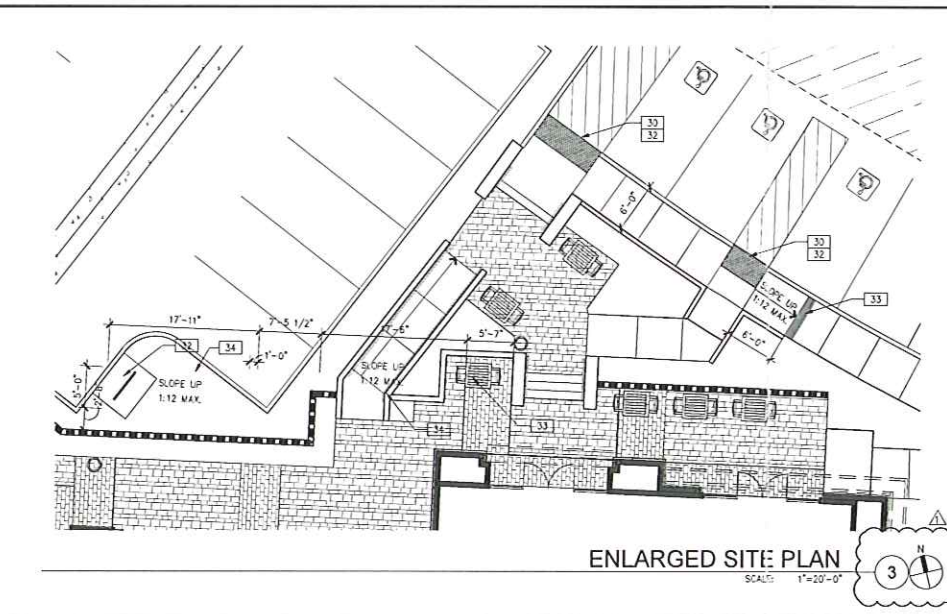 30
32
6'-0"
30
32
SLOPE UP
1:12 MAX.
33
6'-0"
17'-11"
7'-5 1/2"
17'-6"
5'-7"
32
34
1'-0"
5'-0"
SLOPE UP
1:12 MAX.
SLOPE UP
1:12 MAX.
34
33
ENLARGED SITE PLAN
SCALE: 1"=20'-0"
3
N
1